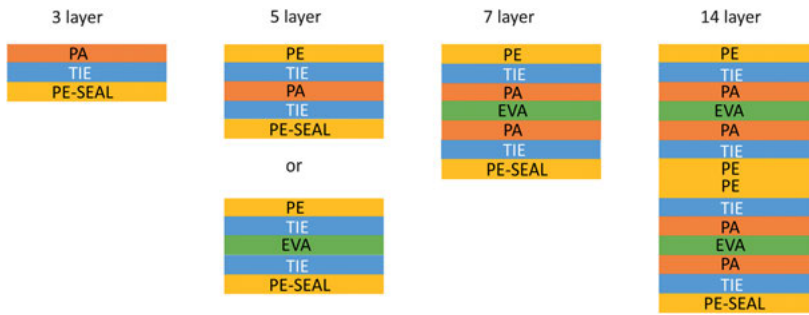 3 layer
PA
TIE
PE-SEAL
5 layer
PE
TIE
PA
TIE
PE-SEAL
or
PE
TIE
EVA
TIE
PE-SEAL
7 layer
PE
TIE
PA
EVA
PA
TIE
PE-SEAL
14 layer
PE
TIE
PA
EVA
PA
TIE
PE
PE
TIE
PA
EVA
PA
TIE
PE-SEAL